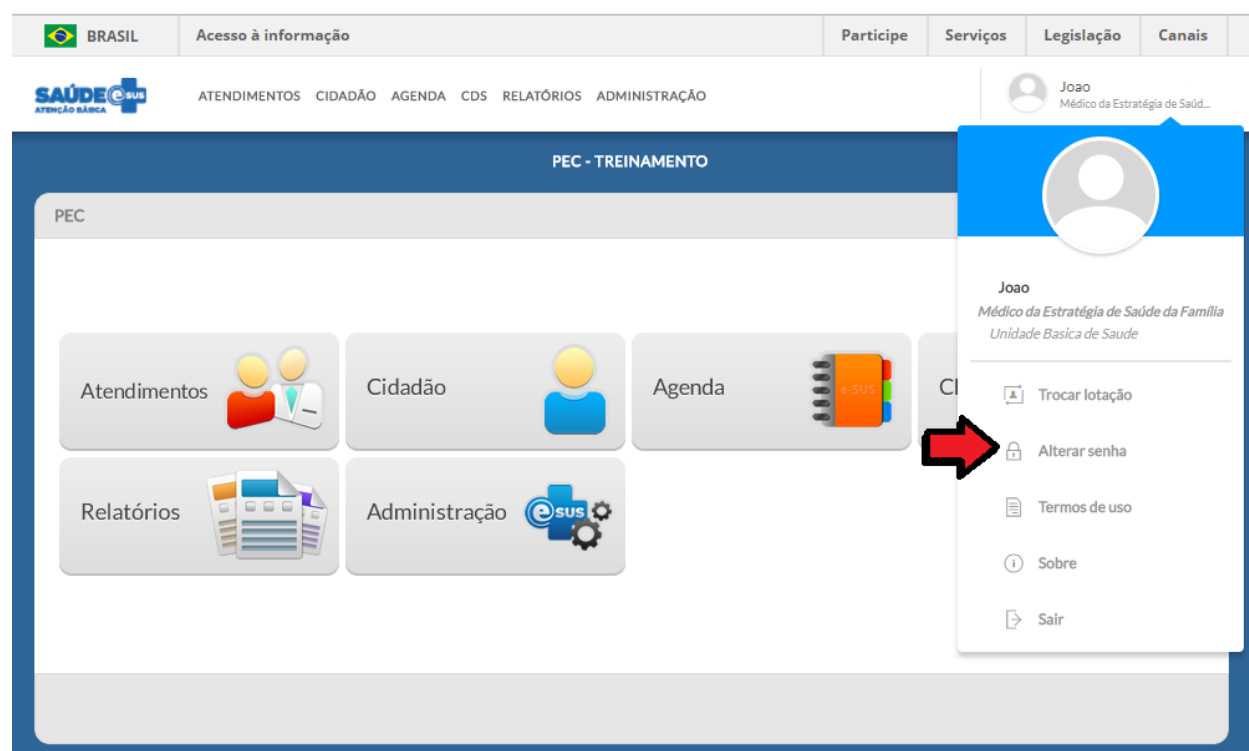 BRASIL
Acesso à informação
Participe
Serviços
Legislação
Canais
SAÚDE e SUS
ATENÇÃO BÁSICA
ATENDIMENTOS CIDADÃO AGENDA CDS RELATÓRIOS ADMINISTRAÇÃO
Joao
Médico da Estratégia de Saúd...
PEC - TREINAMENTO
PEC
Joao
Médico da Estratégia de Saúde da Família
Unidade Basica de Saude
Atendimentos
Cidadão
Agenda
e-SUS
Trocar lotação
Alterar senha
Relatórios
Administração
e SUS
Termos de uso
Sobre
Sair